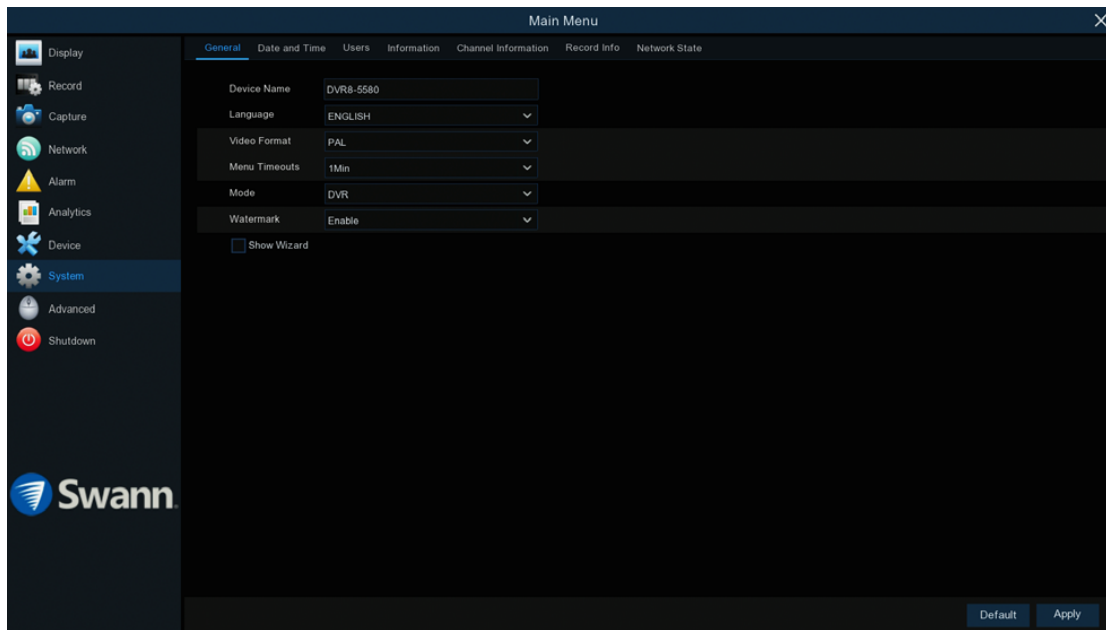 Main Menu
Display
Record
Capture
Network
Alarm
Analytics
Device
System
Advanced
Shutdown
Swann
General Date and Time Users Information Channel Information Record Info Network State
Device Name DVR8-5580
Language ENGLISH
Video Format PAL
Menu Timeouts 1Min
Mode DVR
Watermark Enable
Show Wizard
Default Apply